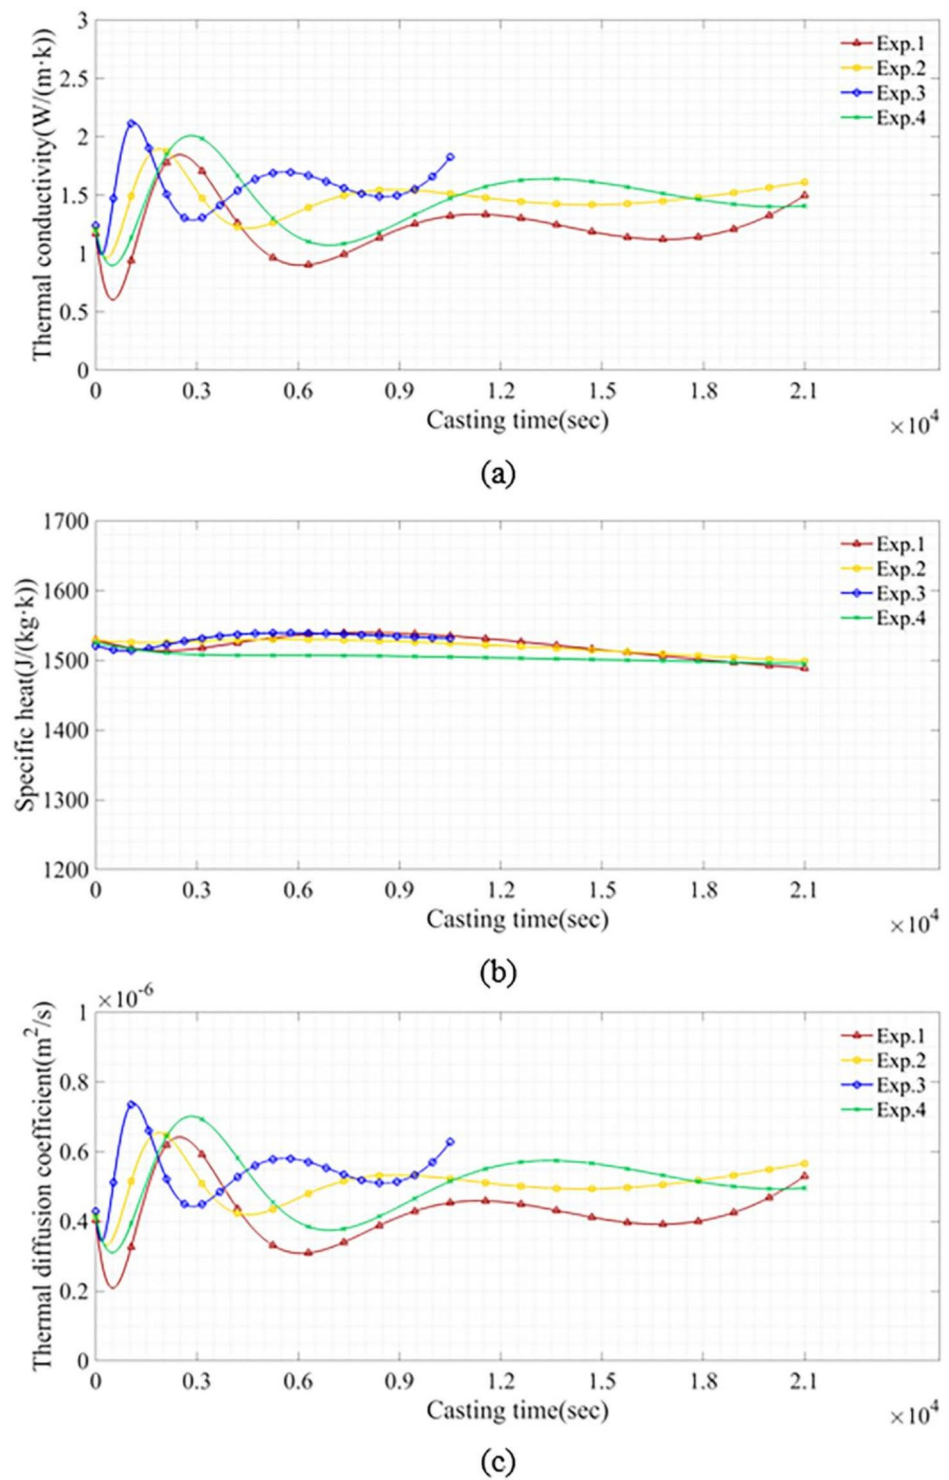 Thermal conductivity(W/(m·k))
3
2.5
2
1.5
1
0.5
0
Exp.1
Exp.2
Exp.3
Exp.4
0 0.3 0.6 0.9 1.2 1.5 1.8 2.1
Casting time(sec)
×10⁴
(a)
Specific heat(J/(kg·k))
1700
1600
1500
1400
1300
1200
Exp.1
Exp.2
Exp.3
Exp.4
0 0.3 0.6 0.9 1.2 1.5 1.8 2.1
Casting time(sec)
×10⁴
(b)
×10⁻⁶
Thermal diffusion coefficient(m²/s)
1
0.8
0.6
0.4
0.2
0
Exp.1
Exp.2
Exp.3
Exp.4
0 0.3 0.6 0.9 1.2 1.5 1.8 2.1
Casting time(sec)
×10⁴
(c)